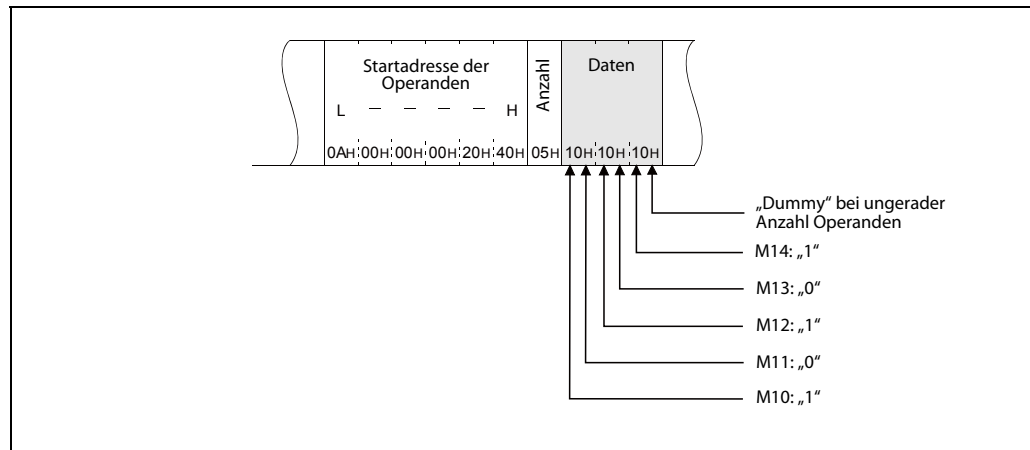 Startadresse der
Operanden
Anzahl
Daten
L – – – – H
0AH 00H 00H 00H 20H 40H 05H 10H 10H 10H
„Dummy“ bei ungerader
Anzahl Operanden
M14: „1“
M13: „0“
M12: „1“
M11: „0“
M10: „1“